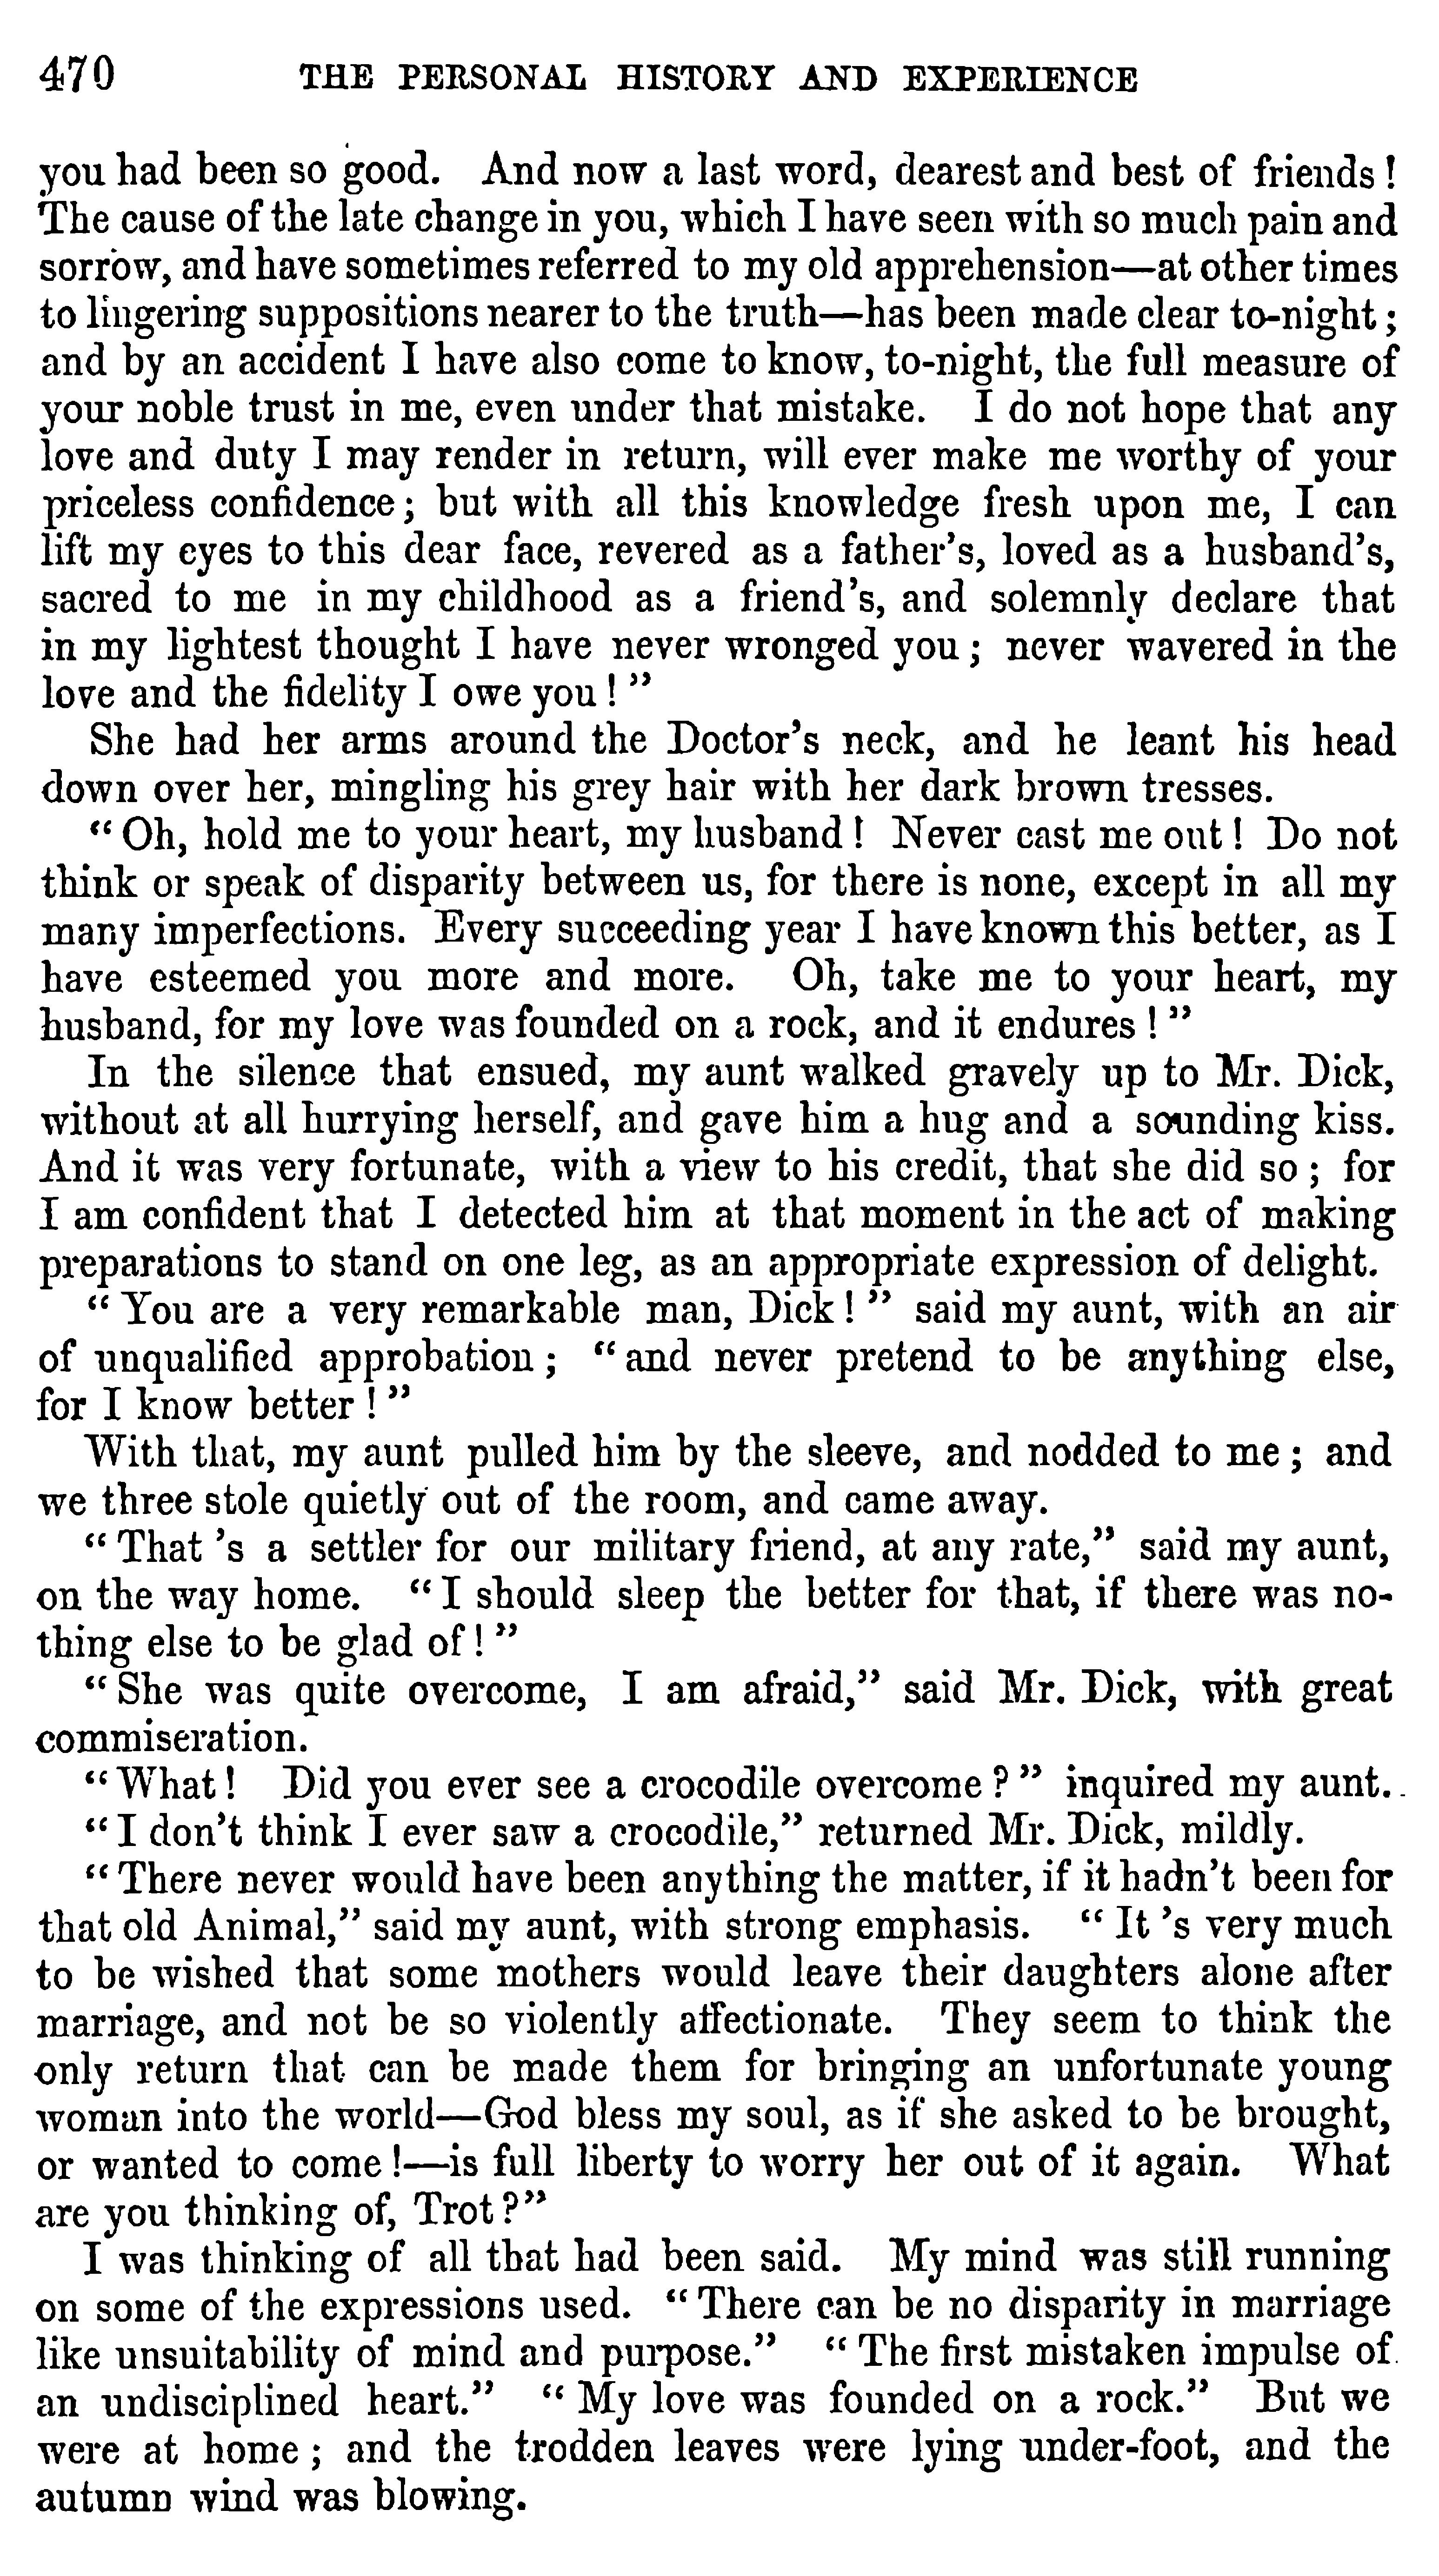 470 THE PERSONAL HISTORY AND EXPERIENCE
you had been so good. And now a last word, dearest and best of friends!
The cause of the late change in you, which I have seen with so much pain and
sorrow, and have sometimes referred to my old apprehension—at other times
to lingering suppositions nearer to the truth—has been made clear to-night;
and by an accident I have also come to know, to-night, the full measure of
your noble trust in me, even under that mistake. I do not hope that any
love and duty I may render in return, will ever make me worthy of your
priceless confidence; but with all this knowledge fresh upon me, I can
lift my eyes to this dear face, revered as a father's, loved as a husband's,
sacred to me in my childhood as a friend's, and solemnly declare that
in my lightest thought I have never wronged you; never wavered in the
love and the fidelity I owe you!"
She had her arms around the Doctor's neck, and he leant his head
down over her, mingling his grey hair with her dark brown tresses.
"Oh, hold me to your heart, my husband! Never cast me out! Do not
think or speak of disparity between us, for there is none, except in all my
many imperfections. Every succeeding year I have known this better, as I
have esteemed you more and more. Oh, take me to your heart, my
husband, for my love was founded on a rock, and it endures!"
In the silence that ensued, my aunt walked gravely up to Mr. Dick,
without at all hurrying herself, and gave him a hug and a sounding kiss.
And it was very fortunate, with a view to his credit, that she did so; for
I am confident that I detected him at that moment in the act of making
preparations to stand on one leg, as an appropriate expression of delight.
"You are a very remarkable man, Dick!" said my aunt, with an air
of unqualified approbation; "and never pretend to be anything else,
for I know better!"
With that, my aunt pulled him by the sleeve, and nodded to me; and
we three stole quietly out of the room, and came away.
"That 's a settler for our military friend, at any rate," said my aunt,
on the way home. "I should sleep the better for that, if there was no-
thing else to be glad of!"
"She was quite overcome, I am afraid," said Mr. Dick, with great
commiseration.
"What! Did you ever see a crocodile overcome?" inquired my aunt.
"I don't think I ever saw a crocodile," returned Mr. Dick, mildly.
"There never would have been anything the matter, if it hadn't been for
that old Animal," said my aunt, with strong emphasis. "It 's very much
to be wished that some mothers would leave their daughters alone after
marriage, and not be so violently affectionate. They seem to think the
only return that can be made them for bringing an unfortunate young
woman into the world—God bless my soul, as if she asked to be brought,
or wanted to come!—is full liberty to worry her out of it again. What
are you thinking of, Trot?"
I was thinking of all that had been said. My mind was still running
on some of the expressions used. "There can be no disparity in marriage
like unsuitability of mind and purpose." "The first mistaken impulse of
an undisciplined heart." "My love was founded on a rock." But we
were at home; and the trodden leaves were lying under-foot, and the
autumn wind was blowing.